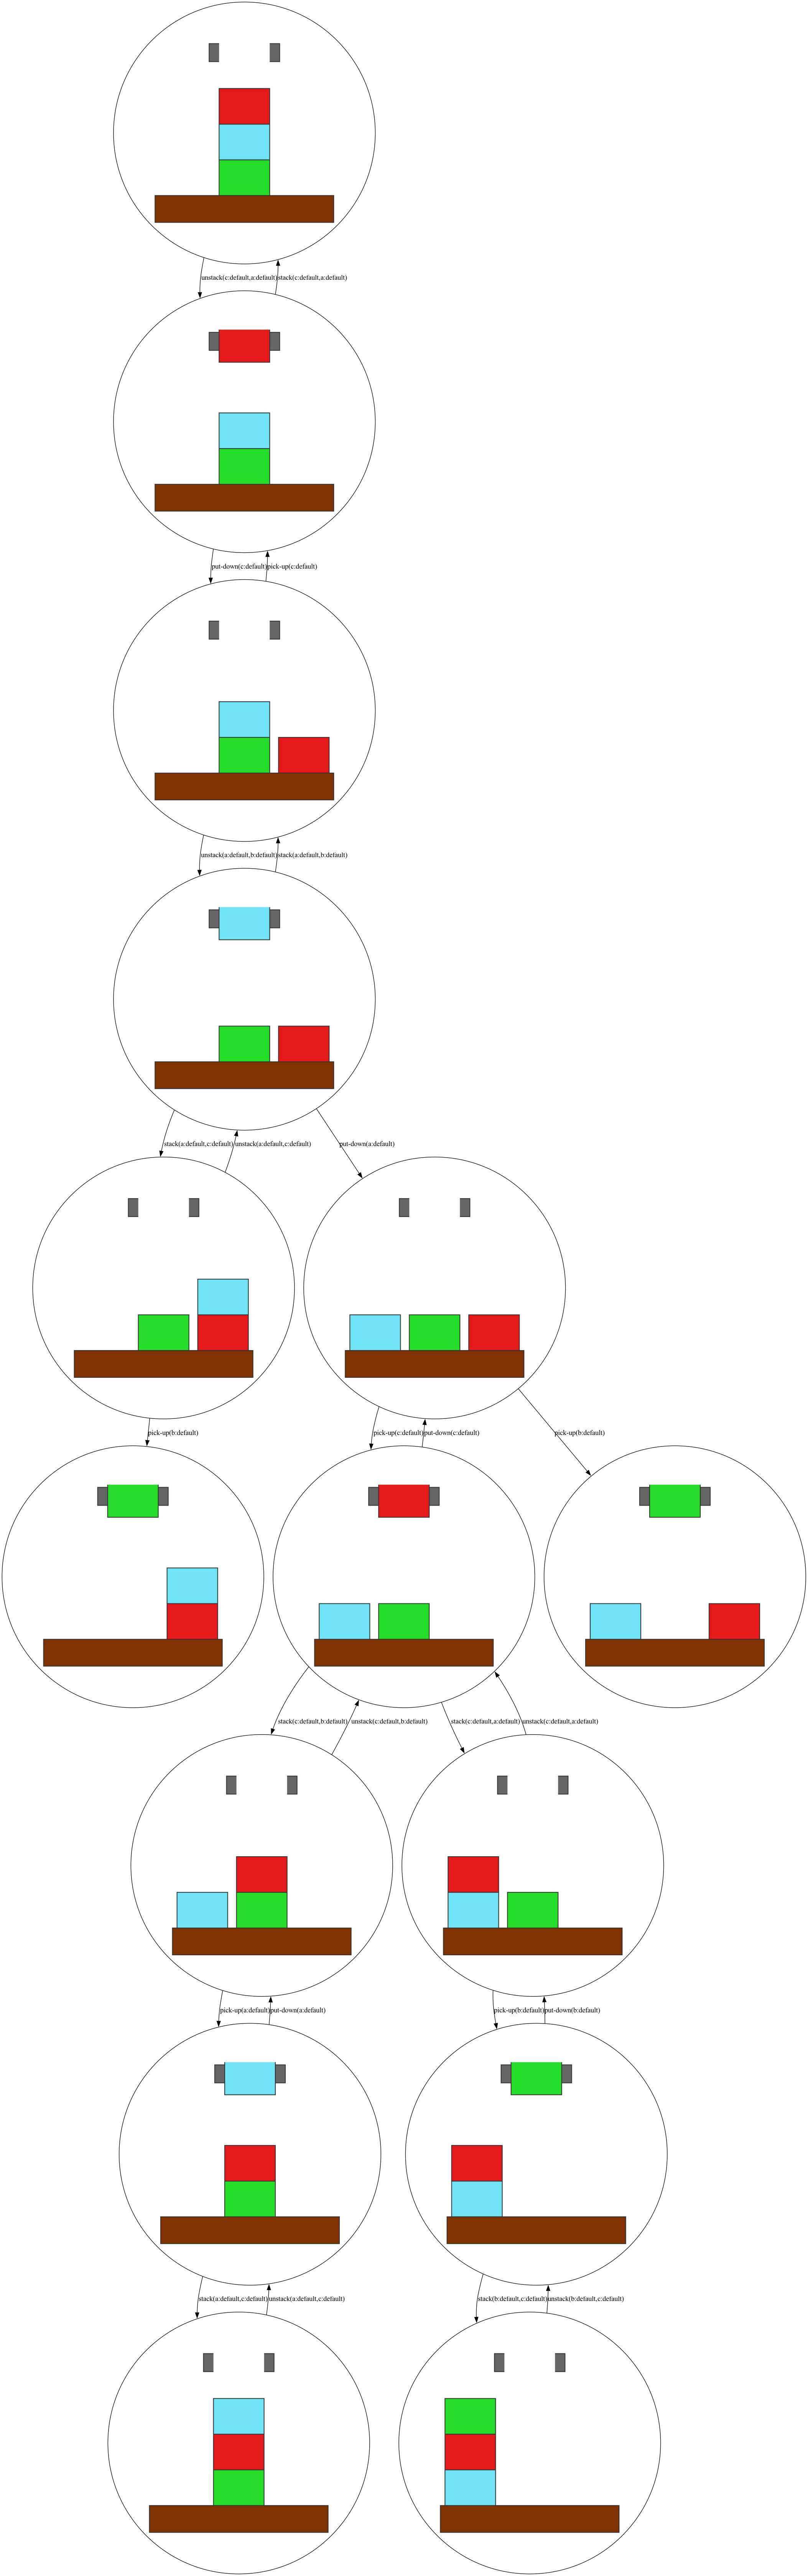 unstack(c:default,a:default)
stack(c:default,a:default)
put-down(c:default)
pick-up(c:default)
unstack(a:default,b:default)
stack(a:default,b:default)
stack(a:default,c:default)
unstack(a:default,c:default)
put-down(a:default)
pick-up(b:default)
pick-up(c:default)
put-down(c:default)
pick-up(b:default)
stack(c:default,b:default)
unstack(c:default,b:default)
stack(c:default,a:default)
unstack(c:default,a:default)
pick-up(a:default)
put-down(a:default)
pick-up(b:default)
put-down(b:default)
stack(a:default,c:default)
unstack(a:default,c:default)
stack(b:default,c:default)
unstack(b:default,c:default)